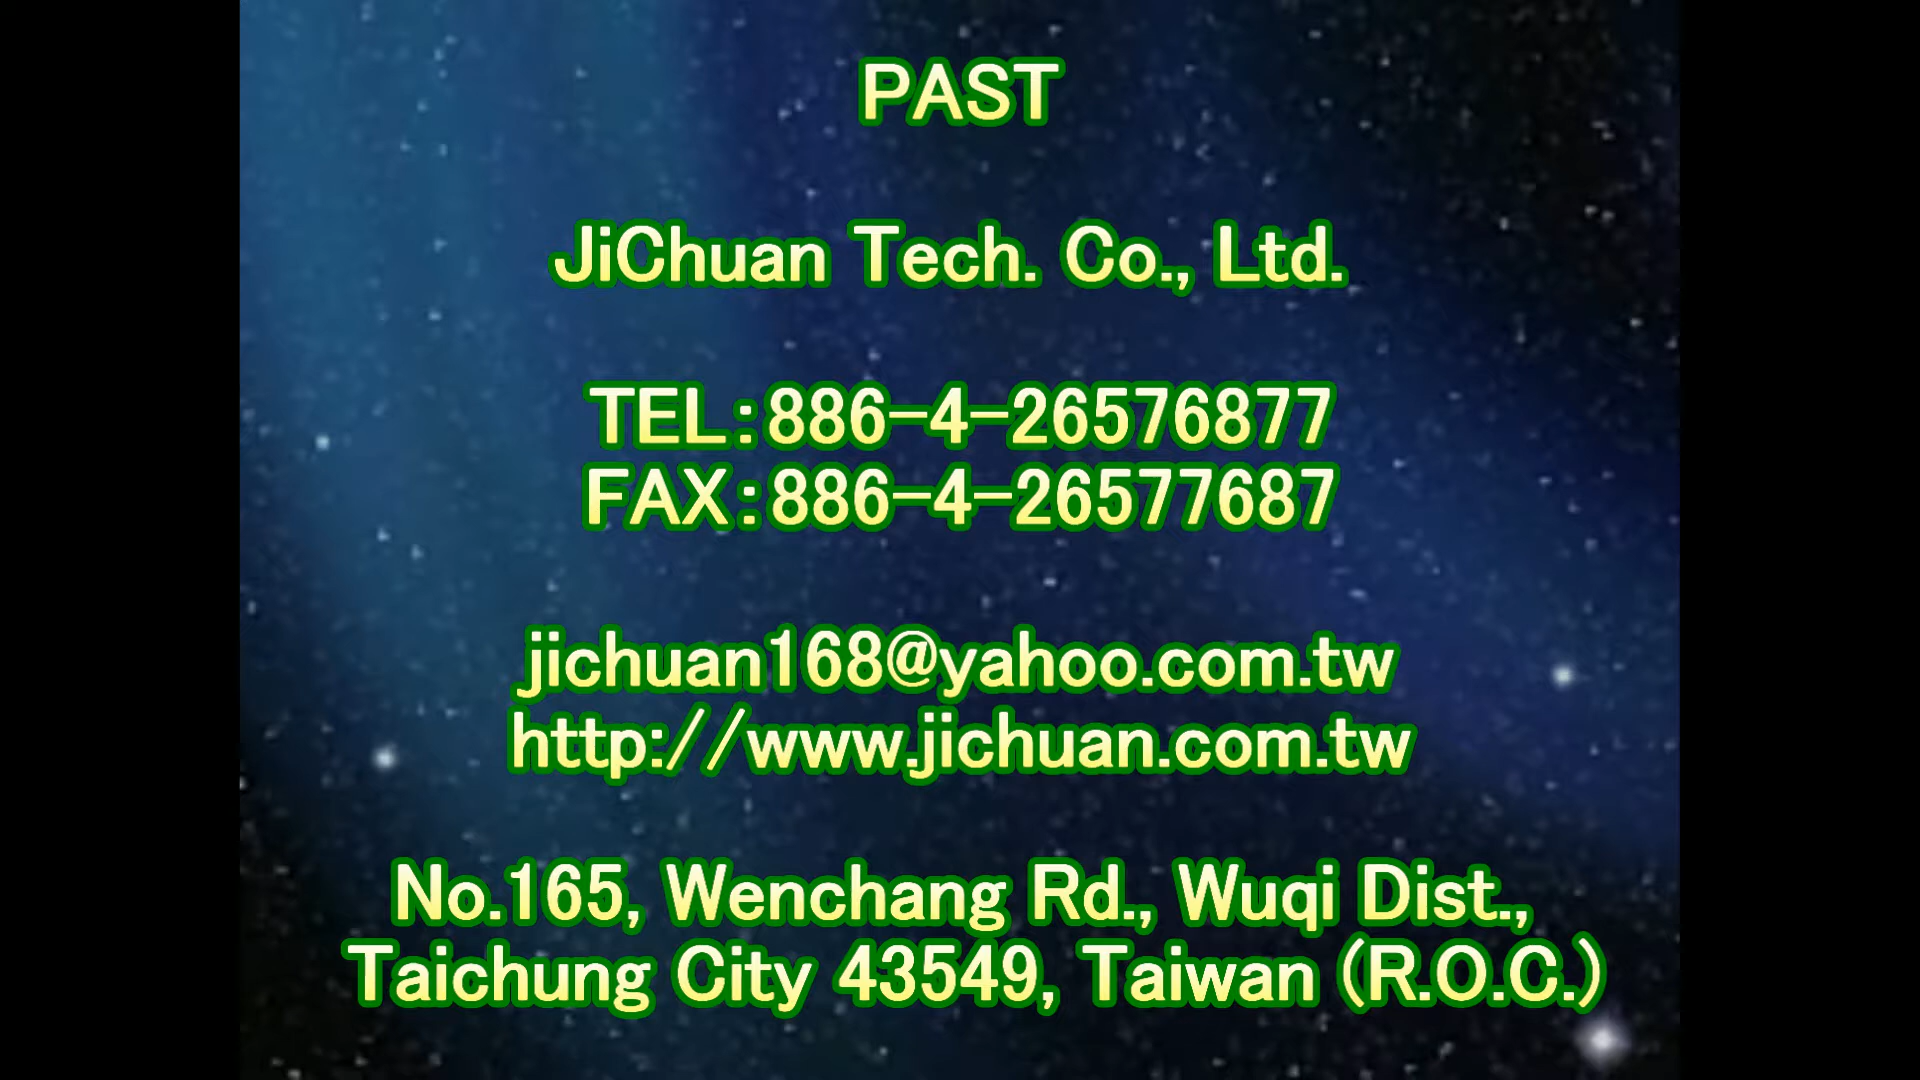 PAST
JiChuan Tech. Co., Ltd.
TEL:886-4-26576877
FAX:886-4-26577687
jichuan168@yahoo.com.tw
http://www.jichuan.com.tw
No.165, Wenchang Rd., Wuqi Dist.,
Taichung City 43549, Taiwan (R.O.C.)